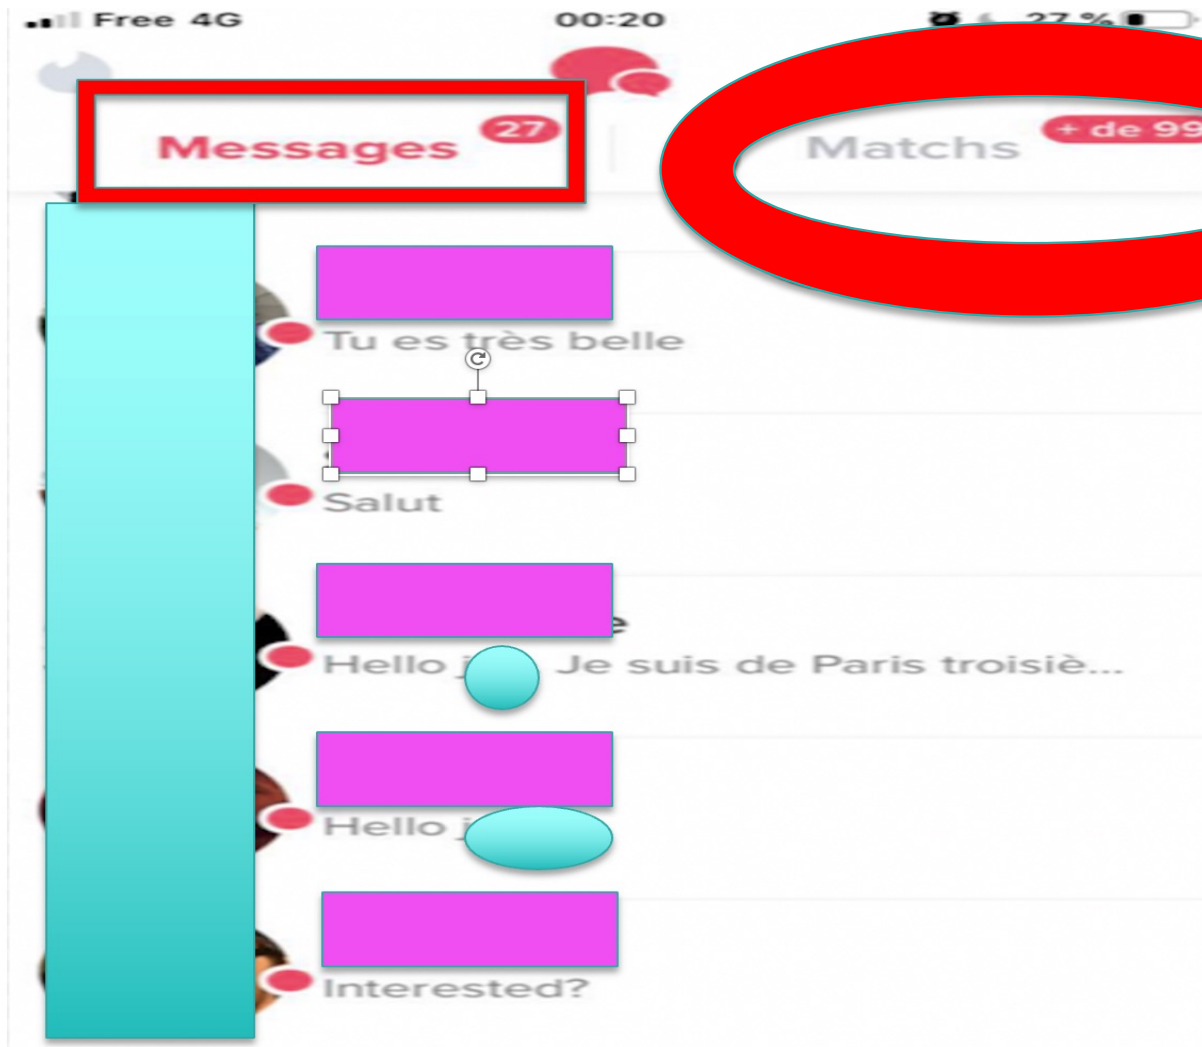 Free 4G 00:20 27 %
Messages 27 Matchs + de 99
Tu es très belle
Salut
Hello Je suis de Paris troisiè...
Hello
Interested?